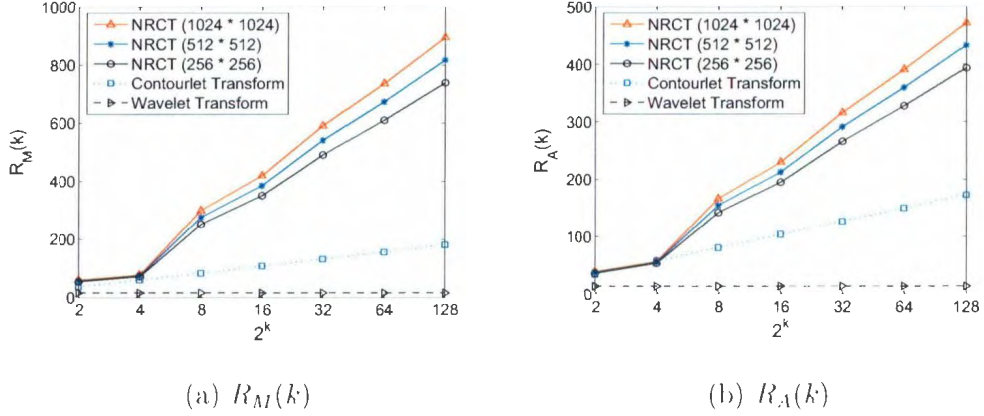 1000
800
600
400
200
0
R_M(k)
NRCT (1024 * 1024)
NRCT (512 * 512)
NRCT (256 * 256)
Contourlet Transform
Wavelet Transform
2 4 8 16 32 64 128
2^k
(a) R_M(k)
500
400
300
200
100
0
R_A(k)
NRCT (1024 * 1024)
NRCT (512 * 512)
NRCT (256 * 256)
Contourlet Transform
Wavelet Transform
2 4 8 16 32 64 128
2^k
(b) R_A(k)